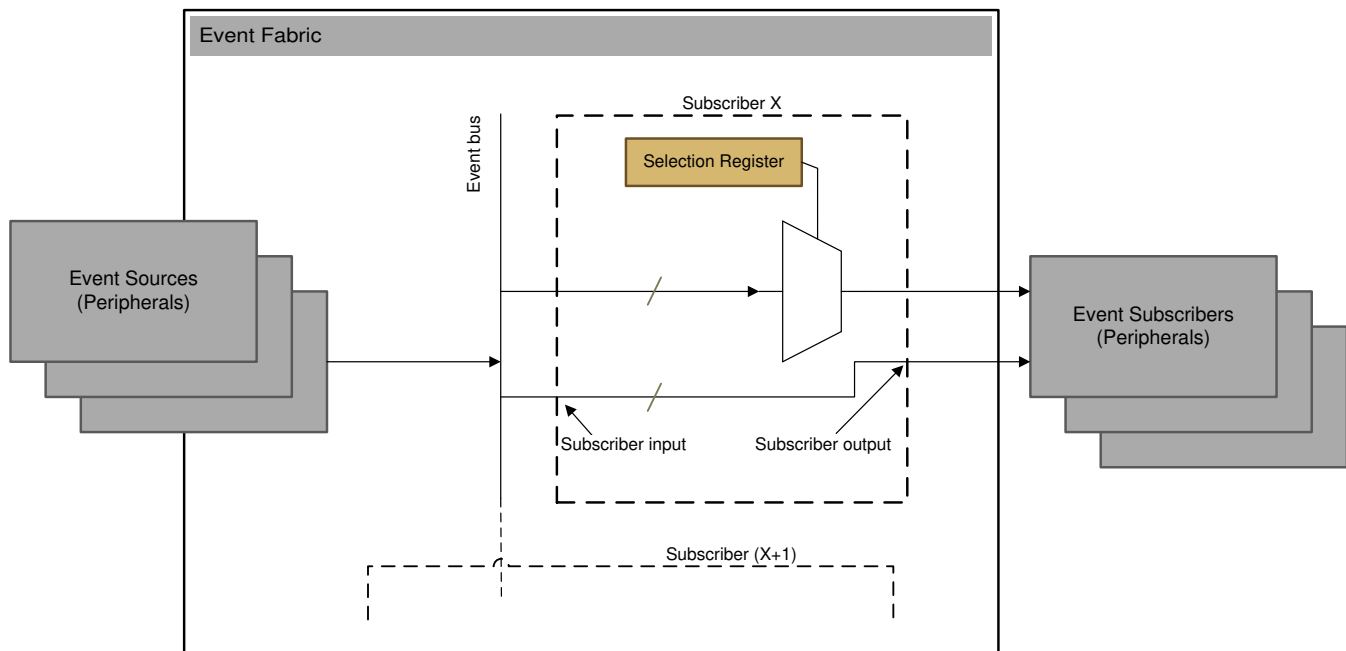 Event Fabric
Subscriber X
Event bus
Selection Register
Event Sources
(Peripherals)
Event Subscribers
(Peripherals)
Subscriber input
Subscriber output
Subscriber (X+1)